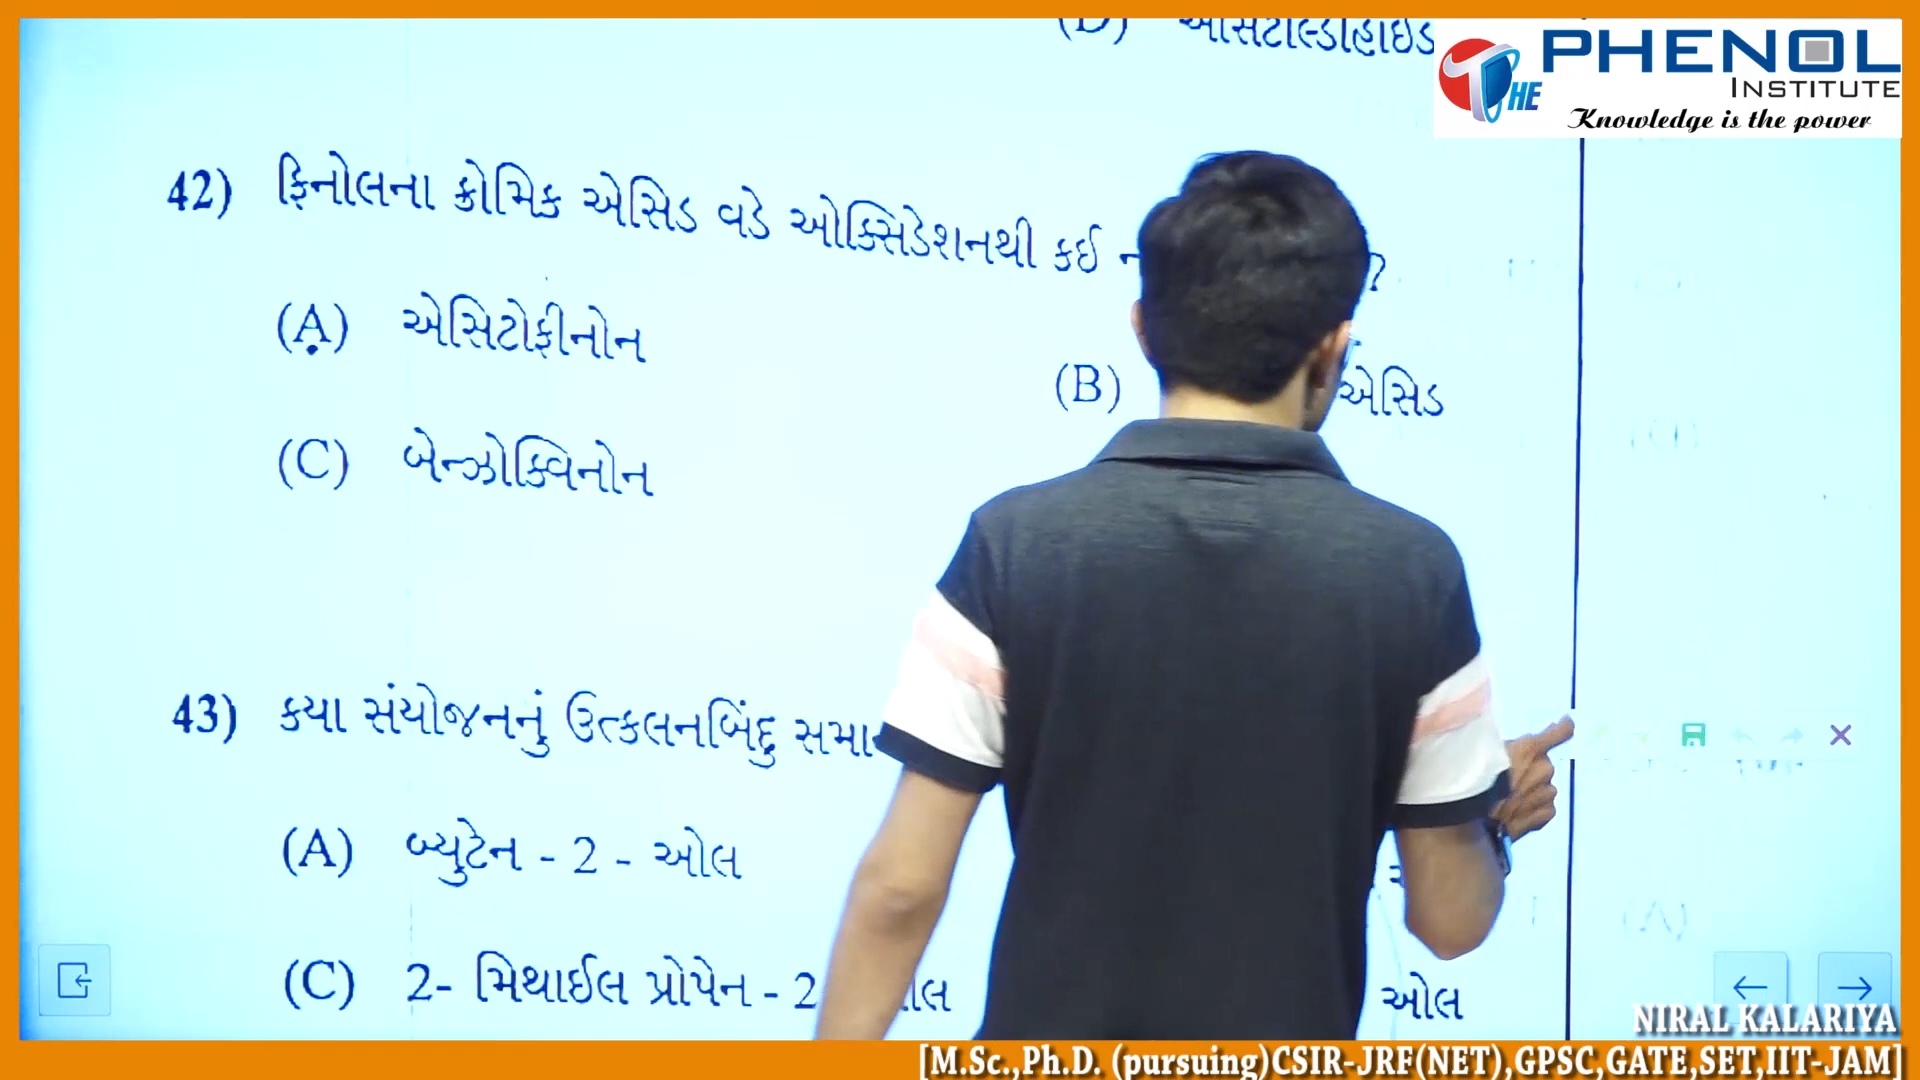 (D) એસિટાલ્ડીહાઇડ
THE PHENOL
INSTITUTE
Knowledge is the power
42) ફિનોલના ક્રોમિક એસિડ વડે ઓક્સિડેશનથી કઈ ?
(A) એસિટોફીનોન
(B) એસિડ
(C) બેન્ઝોક્વિનોન
43) કયા સંયોજનનું ઉત્કલનબિંદુ
(A) બ્યુટેન - 2 - ઓલ
(C) 2- મિથાઈલ પ્રોપેન - 2
ઓલ
(A)
NIRAL KALARIYA
[M.Sc.,Ph.D. (pursuing)CSIR-JRF(NET),GPSC,GATE,SET,IIT-JAM]